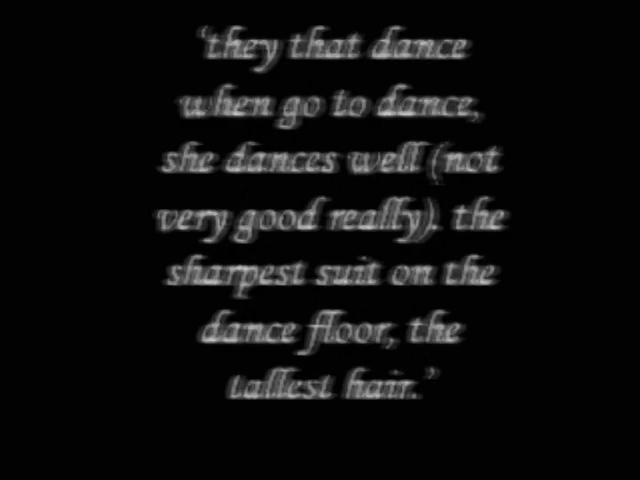 ‘they that dance
when go to dance,
she dances well (not
very good really). the
sharpest suit on the
dance floor, the
tallest hair.’